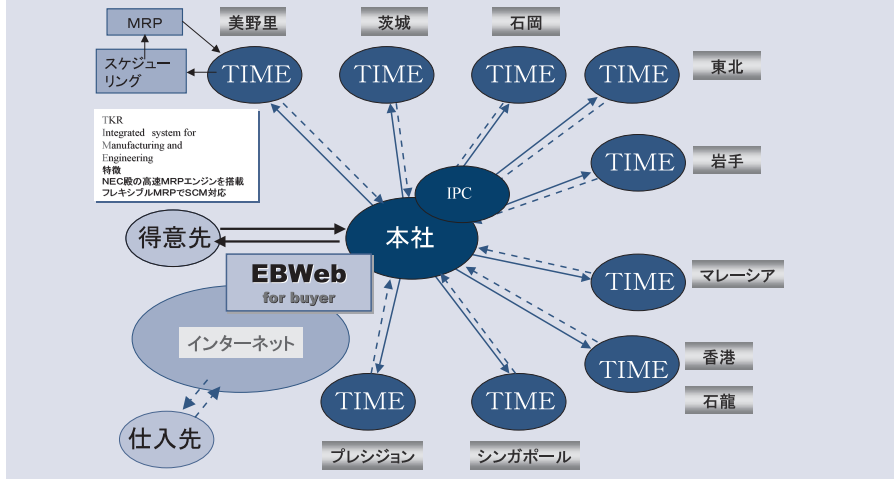 MRP
美野里
茨城
石岡
スケジュー
リング
TIME
TIME
TIME
TIME
東北
TKR
Integrated system for
Manufacturing and
Engineering
特徴
NEC殿の高速MRPエンジンを搭載
フレキシブルMRPでSCM対応
TIME
岩手
IPC
得意先
本社
EBWeb
for buyer
TIME
マレーシア
インターネット
TIME
香港
石龍
TIME
TIME
仕入先
プレシジョン
シンガポール